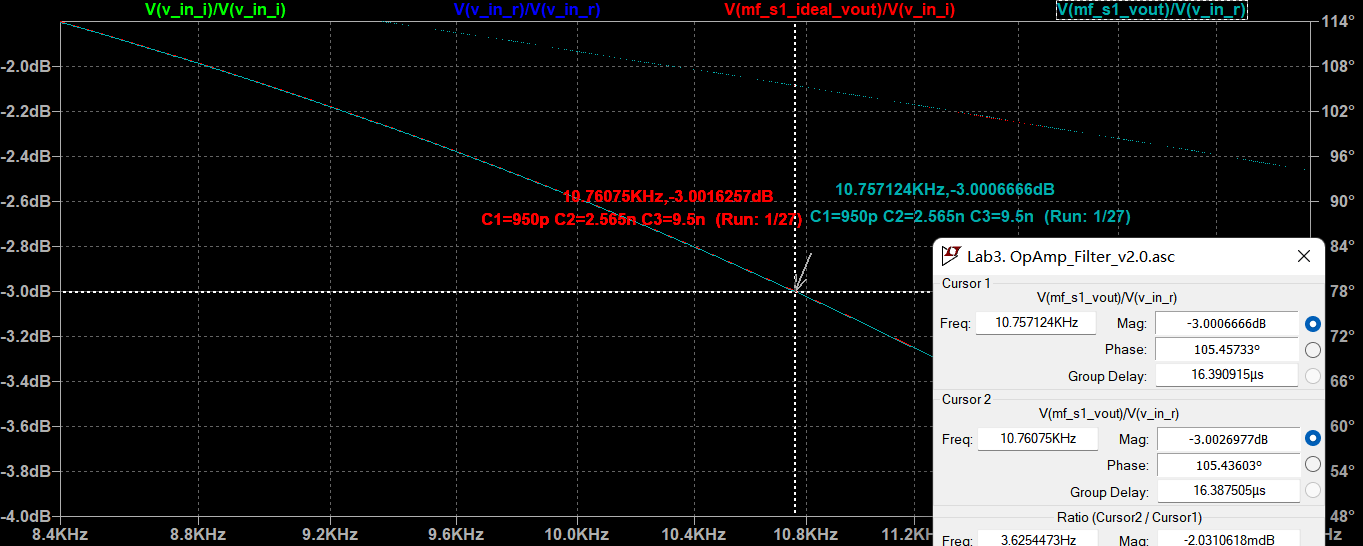 V(v_in_i)/V(v_in_i) V(v_in_r)/V(v_in_r) V(mf_s1_ideal_vout)/V(v_in_i) V(mf_s1_vout)/V(v_in_r)
114°
-2.0dB 108°
-2.2dB 102°
-2.4dB 96°
-2.6dB 90°
10.76075KHz,-3.0016257dB 10.757124KHz,-3.0006666dB
C1=950p C2=2.565n C3=9.5n (Run: 1/27) C1=950p C2=2.565n C3=9.5n (Run: 1/27)
-2.8dB 84°
-3.0dB 78°
-3.2dB 72°
-3.4dB 66°
-3.6dB 60°
-3.8dB 54°
-4.0dB 48°
8.4KHz 8.8KHz 9.2KHz 9.6KHz 10.0KHz 10.4KHz 10.8KHz 11.2K Hz
Lab3. OpAmp_Filter_v2.0.asc
Cursor 1
V(mf_s1_vout)/V(v_in_r)
Freq: 10.757124KHz Mag: -3.0006666dB
Phase: 105.45733º
Group Delay: 16.390915µs
Cursor 2
V(mf_s1_vout)/V(v_in_r)
Freq: 10.76075KHz Mag: -3.0026977dB
Phase: 105.43603º
Group Delay: 16.387505µs
Ratio (Cursor2 / Cursor1)
Freq: 3.6254473Hz Mag: -2.0310618mdB